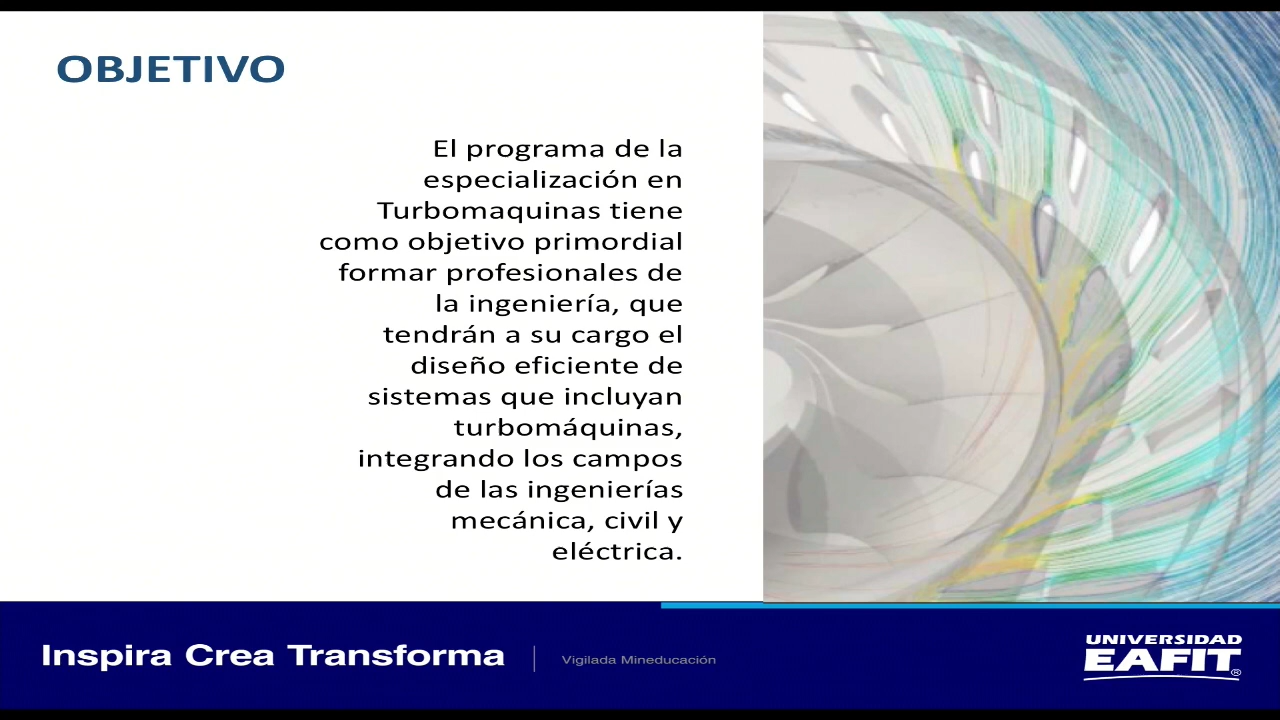 OBJETIVO
El programa de la
especialización en
Turbomaquinas tiene
como objetivo primordial
formar profesionales de
la ingeniería, que
tendrán a su cargo el
diseño eficiente de
sistemas que incluyan
turbomáquinas,
integrando los campos
de las ingenierías
mecánica, civil y
eléctrica.
Inspira Crea Transforma
Vigilada Mineducación
UNIVERSIDAD
EAFIT®